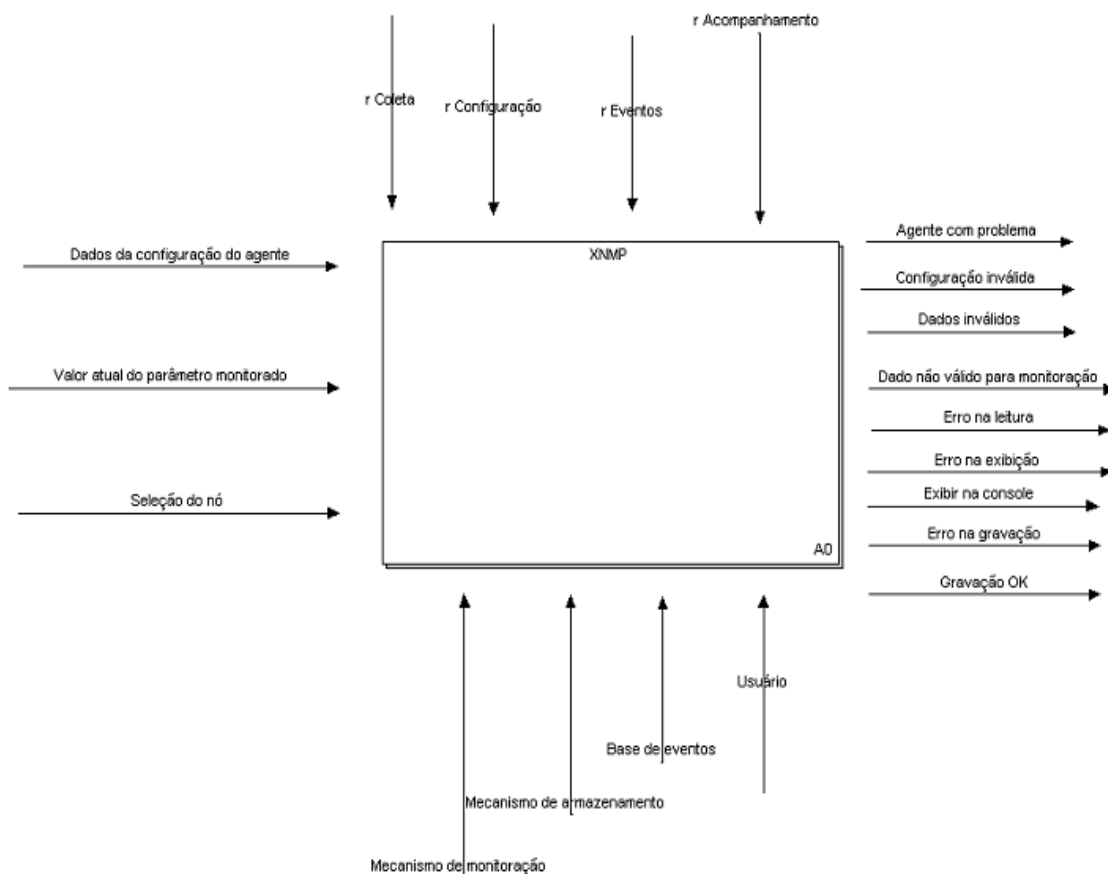 r Acompanhamento
r Coleta
r Configuração
r Eventos
Dados da configuração do agente
Valor atual do parâmetro monitorado
Seleção do nó
XNMP
A0
Agente com problema
Configuração inválida
Dados inválidos
Dado não válido para monitoração
Erro na leitura
Erro na exibição
Exibir na console
Erro na gravação
Gravação OK
Usuário
Base de eventos
Mecanismo de armazenamento
Mecanismo de monitoração